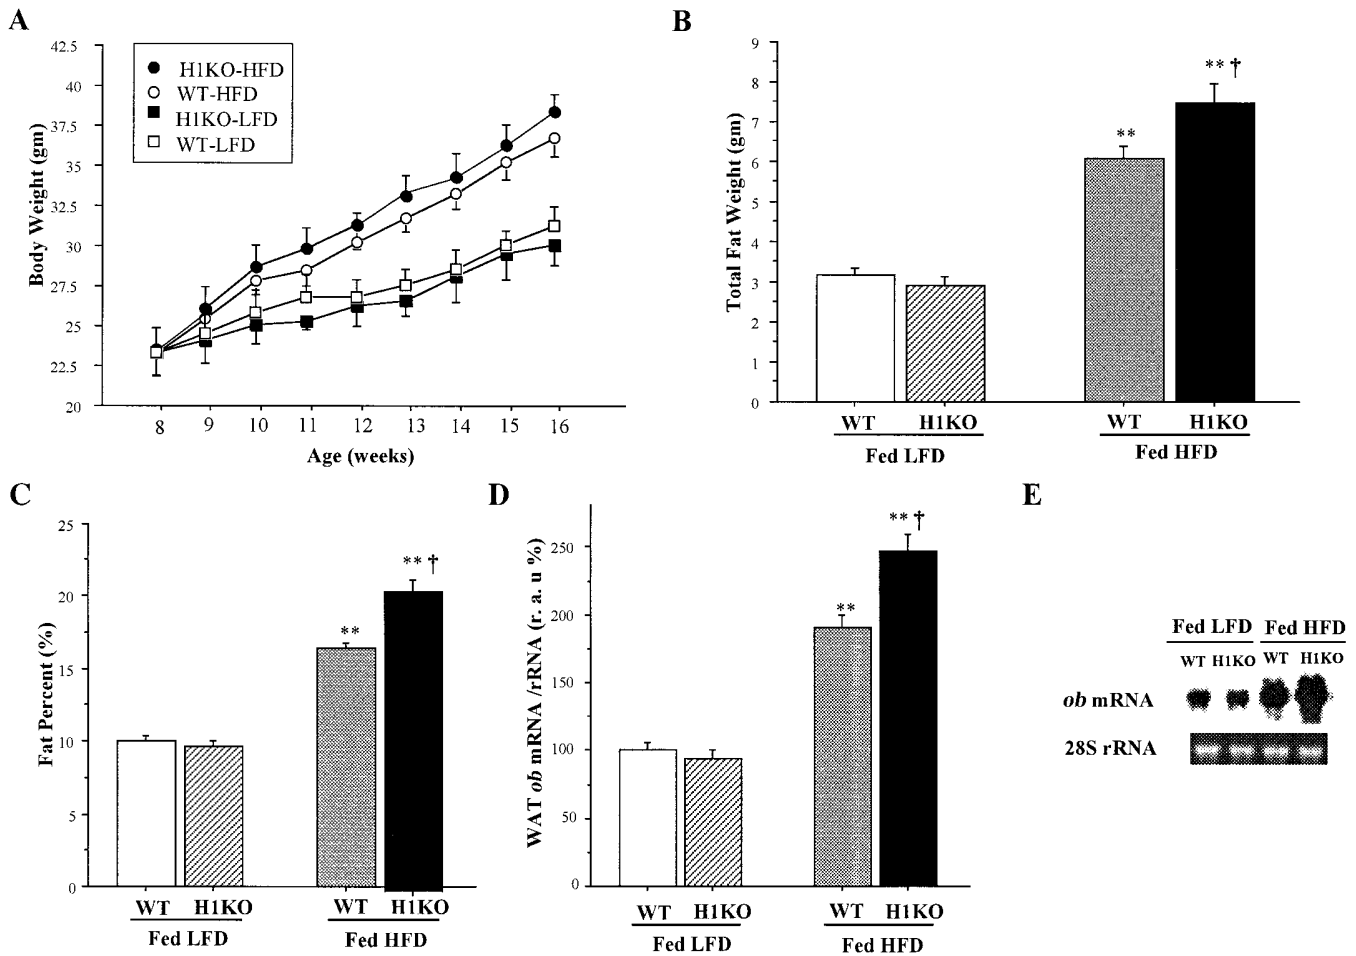 A
42.5
40
37.5
35
32.5
30
27.5
25
22.5
20
Body Weight (gm)
H1KO-HFD
WT-HFD
H1KO-LFD
WT-LFD
8 9 10 11 12 13 14 15 16
Age (weeks)
B
9
8
7
6
5
4
3
2
1
0
Total Fat Weight (gm)
**
** †
WT H1KO WT H1KO
Fed LFD Fed HFD
C
25
20
15
10
5
0
Fat Percent (%)
**
** †
WT H1KO WT H1KO
Fed LFD Fed HFD
D
250
200
150
100
50
0
WAT ob mRNA /rRNA (r. a. u %)
**
** †
WT H1KO WT H1KO
Fed LFD Fed HFD
E
Fed LFD Fed HFD
WT H1KO WT H1KO
ob mRNA
28S rRNA